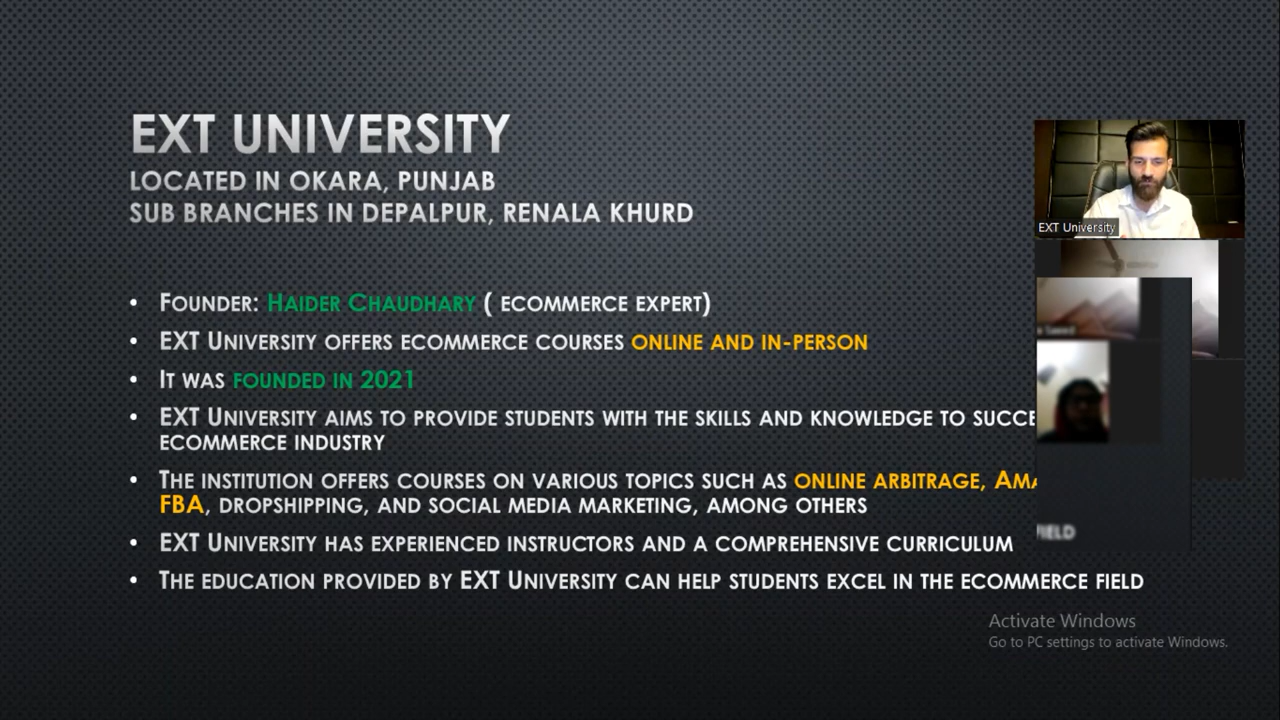 EXT UNIVERSITY
LOCATED IN OKARA, PUNJAB
SUB BRANCHES IN DEPALPUR, RENALA KHURD
• FOUNDER: HAIDER CHAUDHARY ( ECOMMERCE EXPERT)
• EXT UNIVERSITY OFFERS ECOMMERCE COURSES ONLINE AND IN-PERSON
• IT WAS FOUNDED IN 2021
• EXT UNIVERSITY AIMS TO PROVIDE STUDENTS WITH THE SKILLS AND KNOWLEDGE TO
ECOMMERCE INDUSTRY
• THE INSTITUTION OFFERS COURSES ON VARIOUS TOPICS SUCH AS ONLINE ARBITRAGE,
FBA, DROPSHIPPING, AND SOCIAL MEDIA MARKETING, AMONG OTHERS
• EXT UNIVERSITY HAS EXPERIENCED INSTRUCTORS AND A COMPREHENSIVE CURRICULUM
• THE EDUCATION PROVIDED BY EXT UNIVERSITY CAN HELP STUDENTS EXCEL IN THE ECOMMERCE FIELD
EXT University
Activate Windows
Go to PC settings to activate Windows.